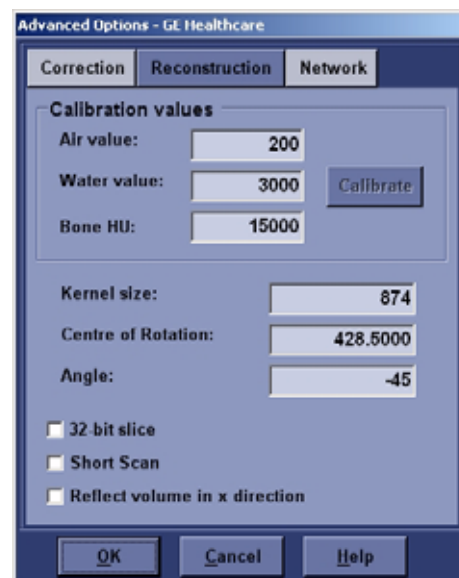 Advanced Options - GE Healthcare
Correction Reconstruction Network
Calibration values
Air value: 200
Water value: 3000 Calibrate
Bone HU: 15000
Kernel size: 874
Centre of Rotation: 428.5000
Angle: -45
32-bit slice
Short Scan
Reflect volume in x direction
OK Cancel Help